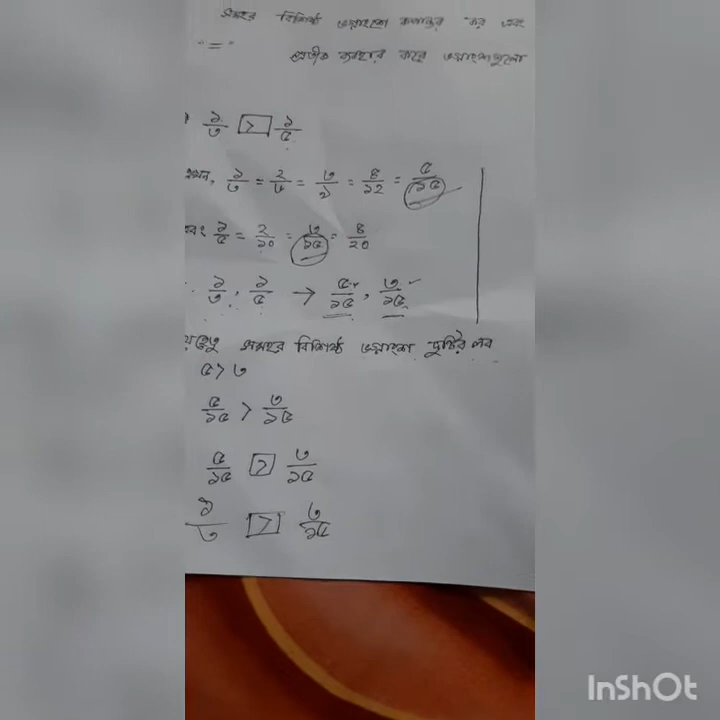 সমহর বিশিষ্ট ভগ্নাংশে রূপান্তর কর এবং
"=" প্রতীক ব্যবহার করে ভগ্নাংশগুলো
১/৩ > ১/৫
এখন, ১/৩ = ২/৬ = ৩/৯ = ৪/১২ = ৫/১৫
এবং ১/৫ = ২/১০ = ৩/১৫ = ৪/২০
১/৩, ১/৫ → ৫/১৫, ৩/১৫
যেহেতু সমহর বিশিষ্ট ভগ্নাংশ দুটির লব
৫ > ৩
৫/১৫ > ৩/১৫
৫/১৫ > ৩/১৫
১/৩ > ৩/১৫
InShOt